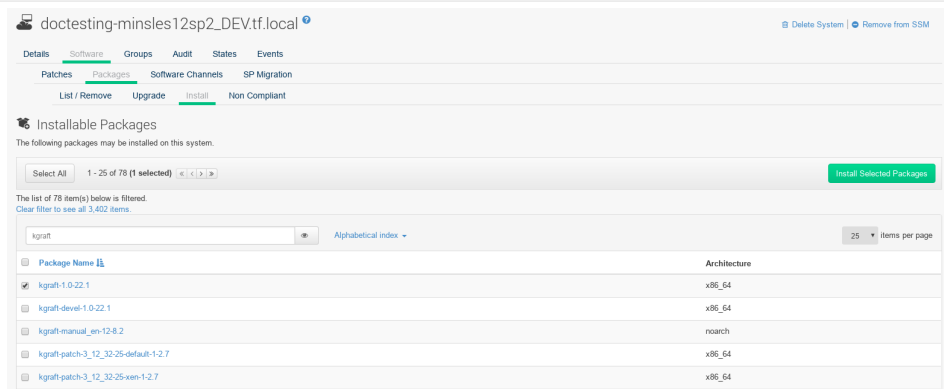 doctesting-minsles12sp2_DEV.tf.local ?
Delete System | Remove from SSM
Details Software Groups Audit States Events
Patches Packages Software Channels SP Migration
List / Remove Upgrade Install Non Compliant
Installable Packages
The following packages may be installed on this system.
Select All 1 - 25 of 78 (1 selected) « < > »
Install Selected Packages
The list of 78 item(s) below is filtered.
Clear filter to see all 3,402 items.
kgraft Alphabetical index 25 items per page
Package Name Architecture
kgraft-1.0-22.1 x86_64
kgraft-devel-1.0-22.1 x86_64
kgraft-manual_en-12-8.2 noarch
kgraft-patch-3_12_32-25-default-1-2.7 x86_64
kgraft-patch-3_12_32-25-xen-1-2.7 x86_64